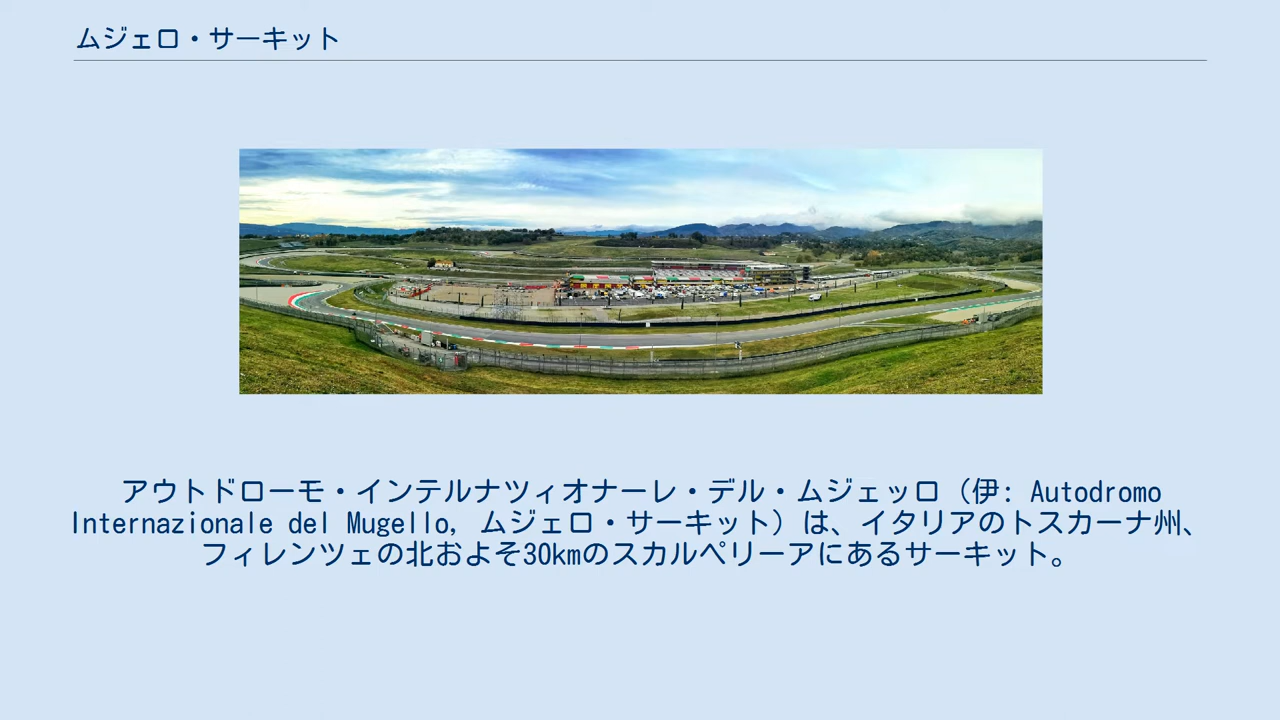 ムジェロ・サーキット
アウトドローモ・インテルナツィオナーレ・デル・ムジェッロ（伊: Autodromo
Internazionale del Mugello, ムジェロ・サーキット）は、イタリアのトスカーナ州、
フィレンツェの北およそ30kmのスカルペリーアにあるサーキット。